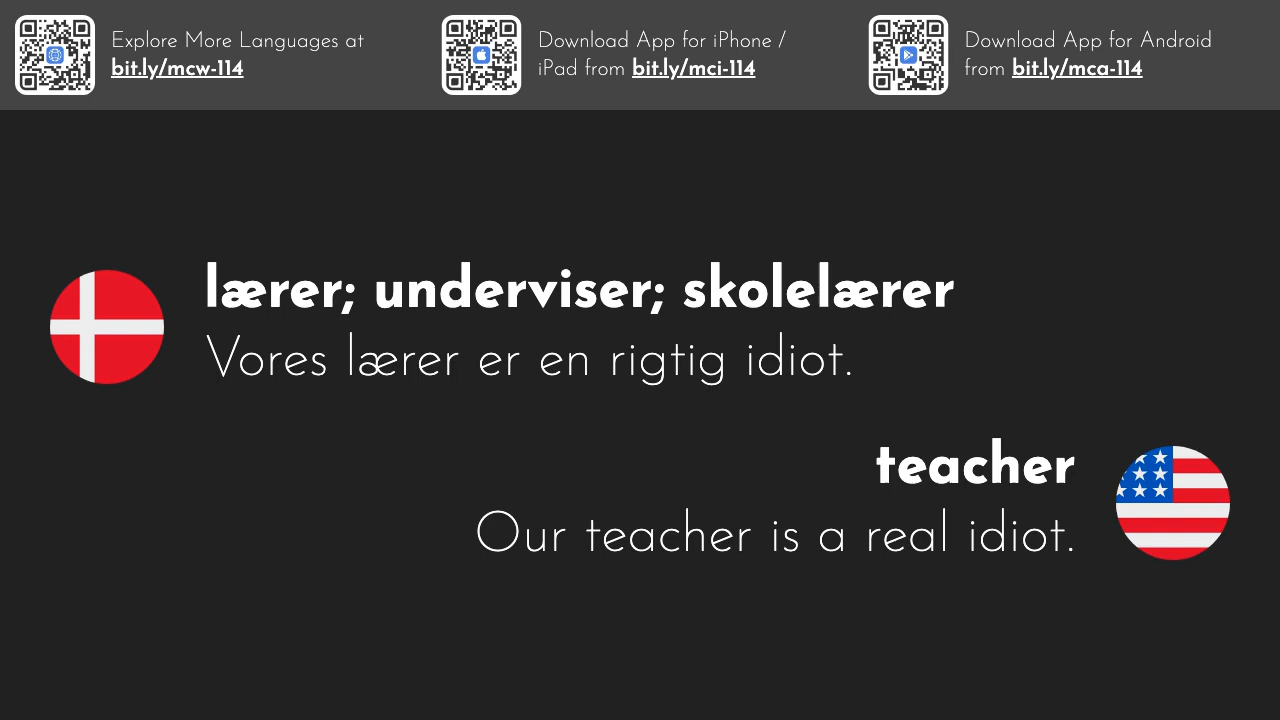 Explore More Languages at
bit.ly/mcw-114
Download App for iPhone /
iPad from bit.ly/mci-114
Download App for Android
from bit.ly/mca-114
lærer; underviser; skolelærer
Vores lærer er en rigtig idiot.
teacher
Our teacher is a real idiot.